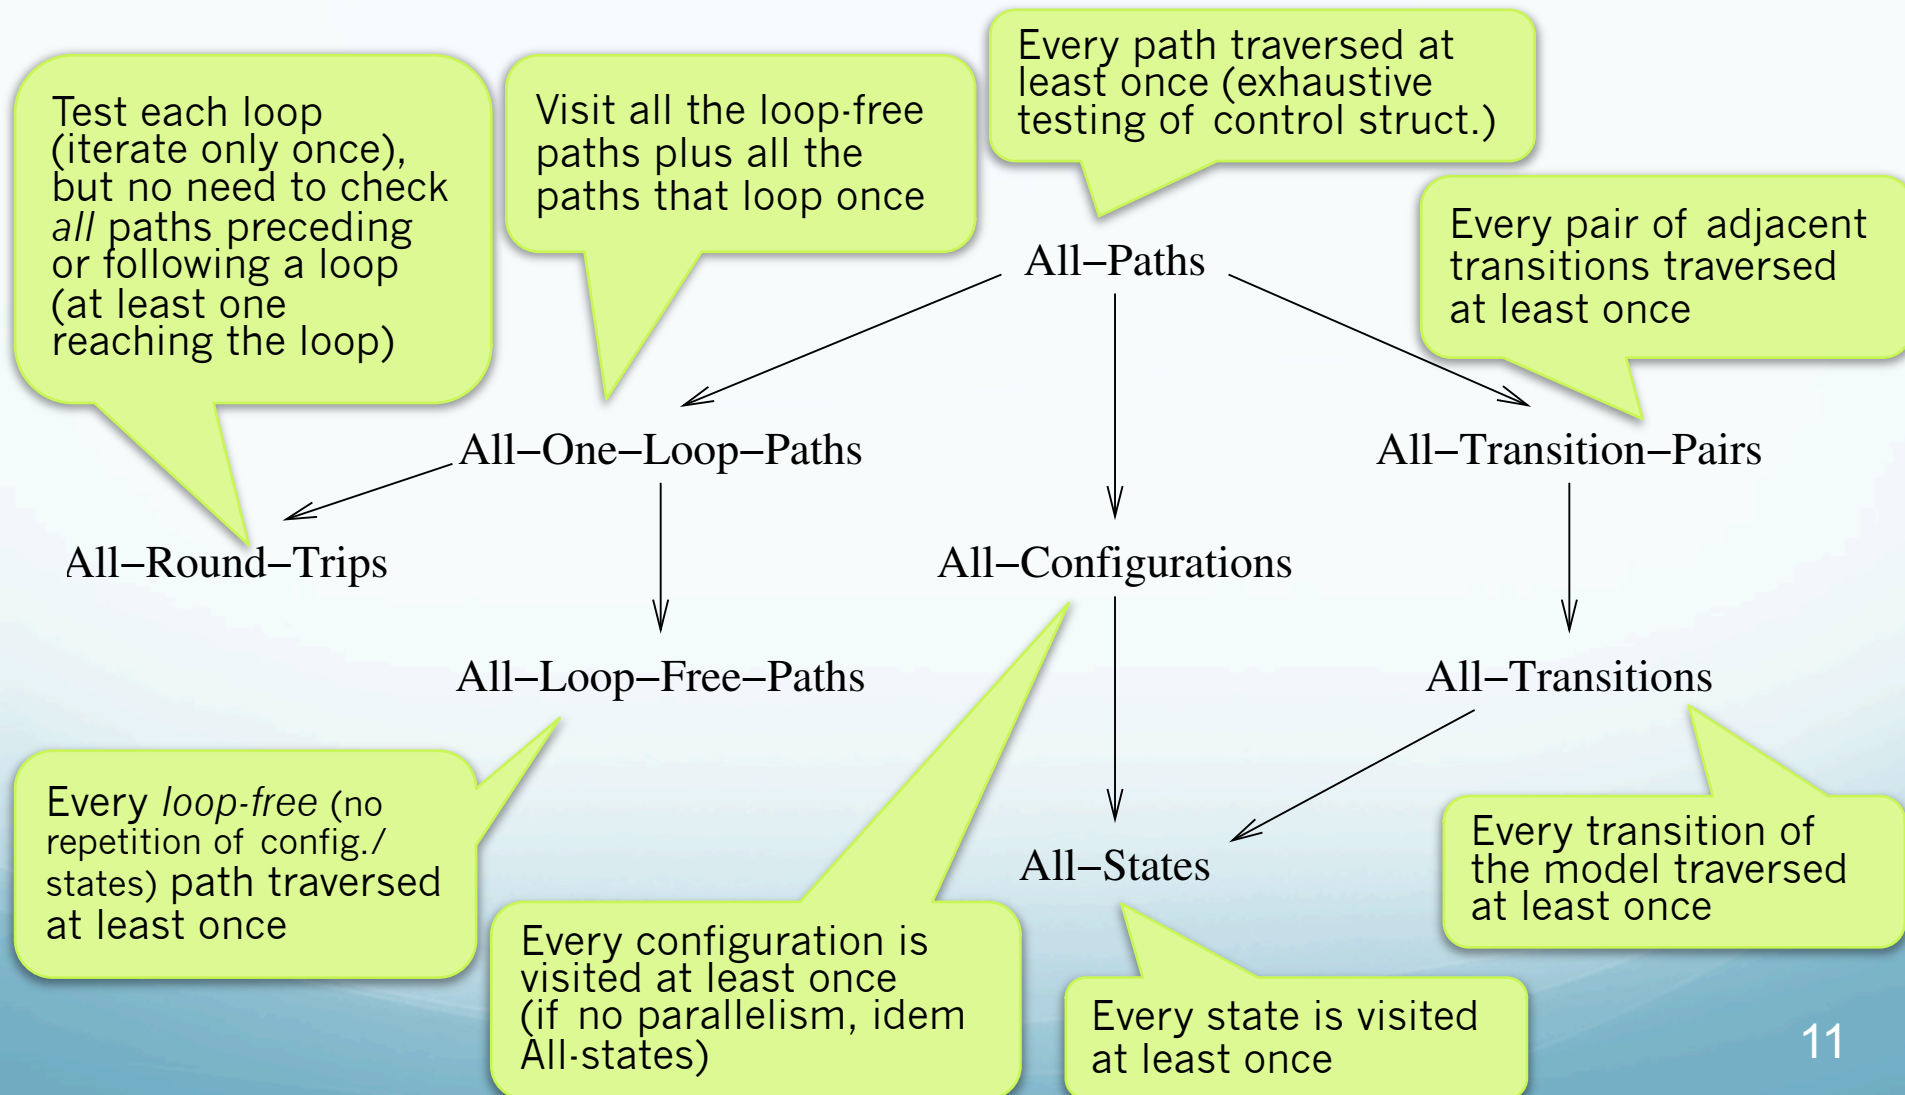 Test each loop
(iterate only once),
but no need to check
all paths preceding
or following a loop
(at least one
reaching the loop)
Visit all the loop-free
paths plus all the
paths that loop once
Every path traversed at
least once (exhaustive
testing of control struct.)
Every pair of adjacent
transitions traversed
at least once
All–Paths
All–One–Loop–Paths
All–Transition–Pairs
All–Round–Trips
All–Configurations
All–Loop–Free–Paths
All–Transitions
Every loop-free (no
repetition of config./
states) path traversed
at least once
All–States
Every configuration is
visited at least once
(if no parallelism, idem
All-states)
Every state is visited
at least once
Every transition of
the model traversed
at least once
11